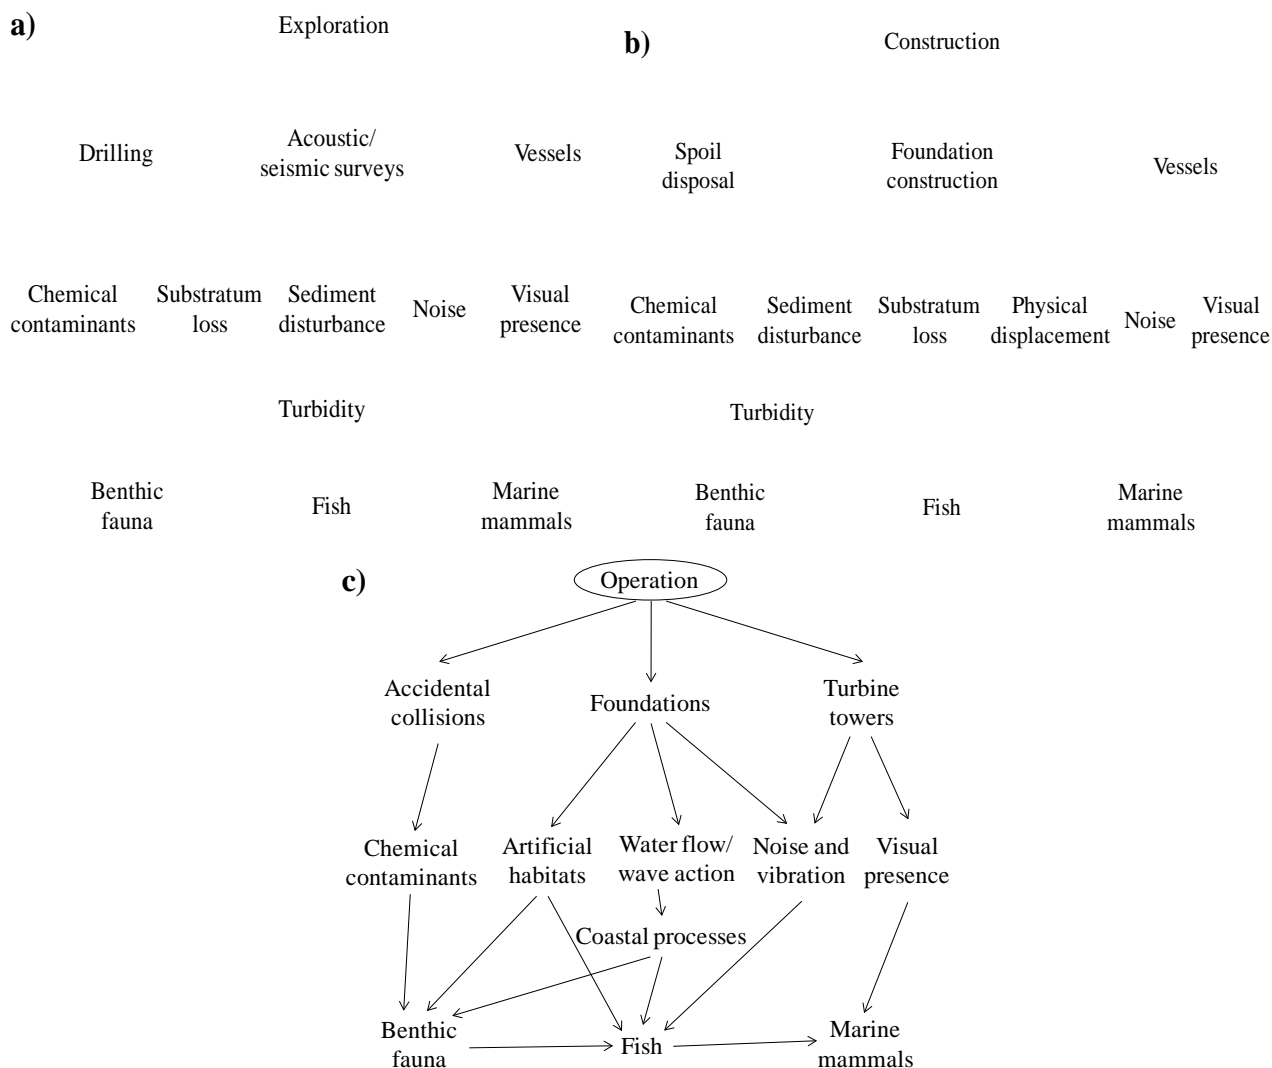 a)
Exploration
Drilling
Acoustic/
seismic surveys
Vessels
Chemical
contaminants
Substratum
loss
Sediment
disturbance
Noise
Visual
presence
Turbidity
Benthic
fauna
Fish
Marine
mammals
b)
Construction
Spoil
disposal
Foundation
construction
Vessels
Chemical
contaminants
Sediment
disturbance
Substratum
loss
Physical
displacement
Noise
Visual
presence
Turbidity
Benthic
fauna
Fish
Marine
mammals
c)
Operation
Accidental
collisions
Foundations
Turbine
towers
Chemical
contaminants
Artificial
habitats
Water flow/
wave action
Noise and
vibration
Visual
presence
Coastal processes
Benthic
fauna
Fish
Marine
mammals